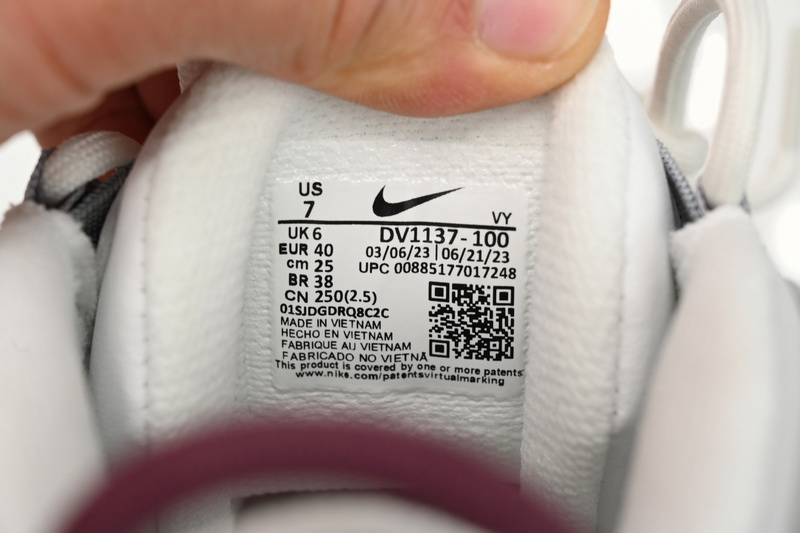 US
7
VY
UK 6
EUR 40
cm 25
BR 38
CN 250(2.5)
DV1137-100
03/06/23 | 06/21/23
UPC 00885177017248
01SJDGDRQ8C2C
MADE IN VIETNAM
HECHO EN VIETNAM
FABRIQUE AU VIETNAM
FABRICADO NO VIETNÃ
This product is covered by one or more patents
www.nike.com/patentsvirtualmarking